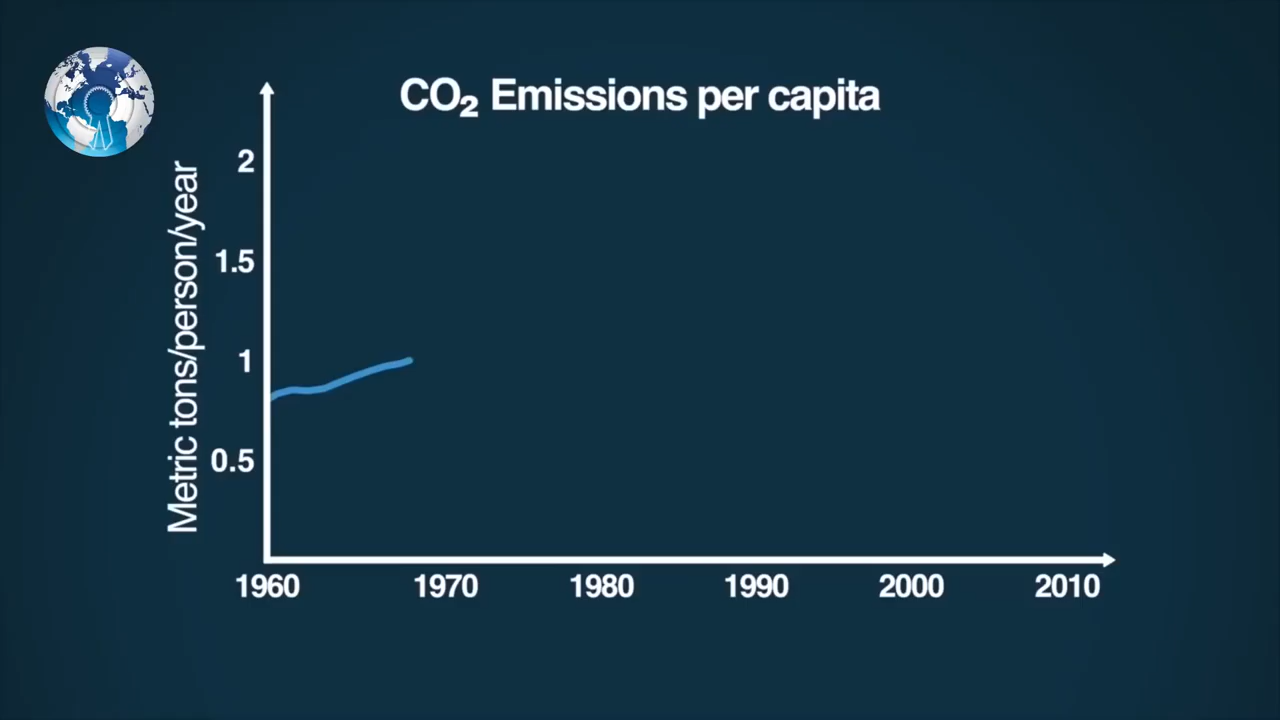 CO₂ Emissions per capita
Metric tons/person/year
2
1.5
1
0.5
1960 1970 1980 1990 2000 2010